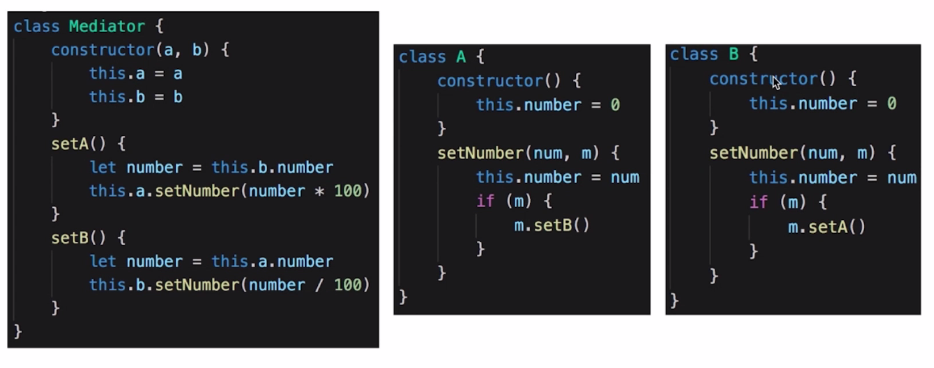 class Mediator {
constructor(a, b) {
this.a = a
this.b = b
}
setA() {
let number = this.b.number
this.a.setNumber(number * 100)
}
setB() {
let number = this.a.number
this.b.setNumber(number / 100)
}
}
class A {
constructor() {
this.number = 0
}
setNumber(num, m) {
this.number = num
if (m) {
m.setB()
}
}
}
class B {
constructor() {
this.number = 0
}
setNumber(num, m) {
this.number = num
if (m) {
m.setA()
}
}
}